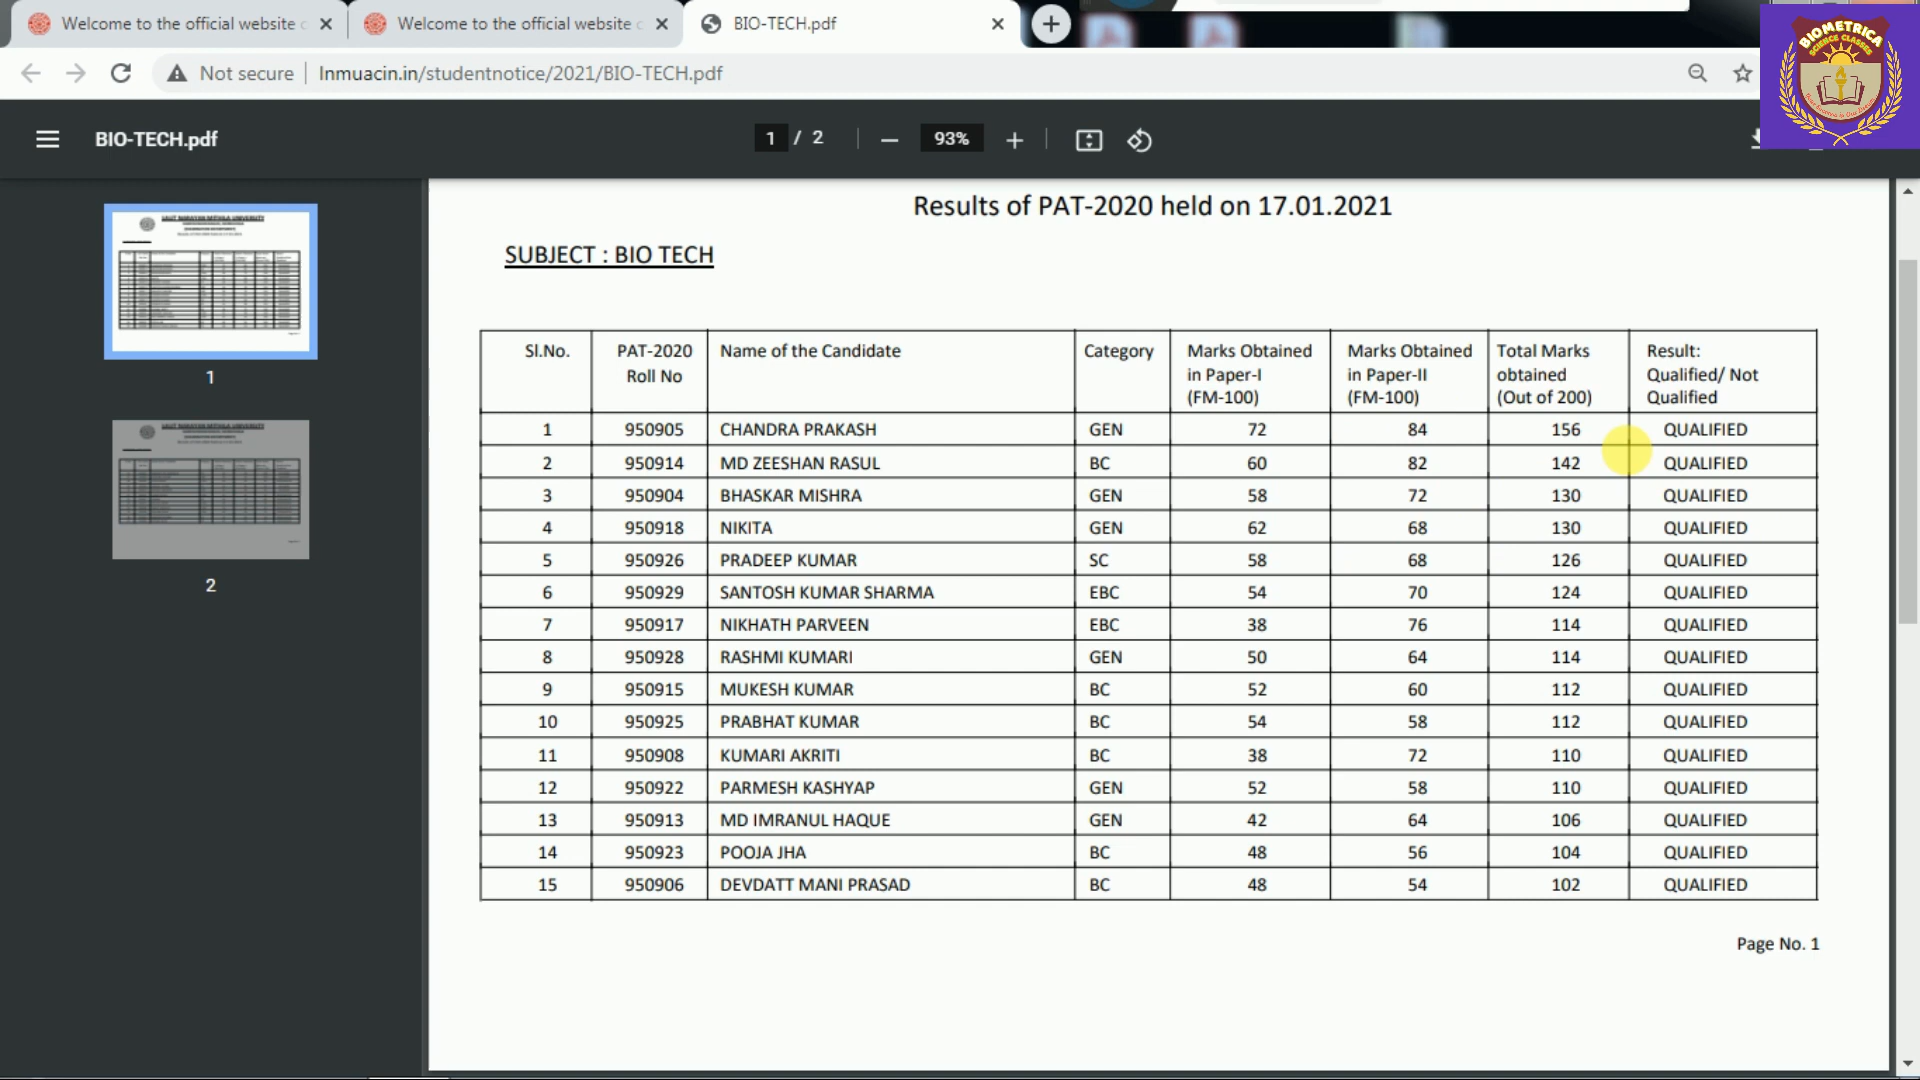 Welcome to the official website
Welcome to the official website
BIO-TECH.pdf
Not secure
lnmuacin.in/studentnotice/2021/BIO-TECH.pdf
BIOMETRICA
SCIENCE CLASSES
BIO-TECH.pdf
1 / 2
93%
LALIT NARAYAN MITHILA UNIVERSITY
1
2
Results of PAT-2020 held on 17.01.2021
SUBJECT : BIO TECH
Sl.No. PAT-2020 Roll No Name of the Candidate Category Marks Obtained in Paper-I (FM-100) Marks Obtained in Paper-II (FM-100) Total Marks obtained (Out of 200) Result: Qualified/ Not Qualified
1 950905 CHANDRA PRAKASH GEN 72 84 156 QUALIFIED
2 950914 MD ZEESHAN RASUL BC 60 82 142 QUALIFIED
3 950904 BHASKAR MISHRA GEN 58 72 130 QUALIFIED
4 950918 NIKITA GEN 62 68 130 QUALIFIED
5 950926 PRADEEP KUMAR SC 58 68 126 QUALIFIED
6 950929 SANTOSH KUMAR SHARMA EBC 54 70 124 QUALIFIED
7 950917 NIKHATH PARVEEN EBC 38 76 114 QUALIFIED
8 950928 RASHMI KUMARI GEN 50 64 114 QUALIFIED
9 950915 MUKESH KUMAR BC 52 60 112 QUALIFIED
10 950925 PRABHAT KUMAR BC 54 58 112 QUALIFIED
11 950908 KUMARI AKRITI BC 38 72 110 QUALIFIED
12 950922 PARMESH KASHYAP GEN 52 58 110 QUALIFIED
13 950913 MD IMRANUL HAQUE GEN 42 64 106 QUALIFIED
14 950923 POOJA JHA BC 48 56 104 QUALIFIED
15 950906 DEVDATT MANI PRASAD BC 48 54 102 QUALIFIED
Page No. 1